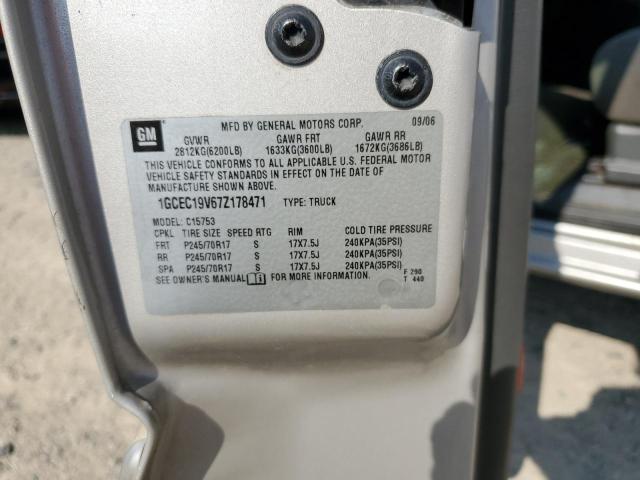 GM
MFD BY GENERAL MOTORS CORP. 09/06
GVWR GAWR FRT GAWR RR
2812KG(6200LB) 1633KG(3600LB) 1672KG(3686LB)
THIS VEHICLE CONFORMS TO ALL APPLICABLE U.S. FEDERAL MOTOR
VEHICLE SAFETY STANDARDS IN EFFECT ON THE DATE OF
MANUFACTURE SHOWN ABOVE.
1GCEC19V67Z178471 TYPE: TRUCK
MODEL: C15753
CPKL TIRE SIZE SPEED RTG RIM COLD TIRE PRESSURE
FRT P245/70R17 S 17X7.5J 240KPA(35PSI)
RR P245/70R17 S 17X7.5J 240KPA(35PSI)
SPA P245/70R17 S 17X7.5J 240KPA(35PSI)
SEE OWNER'S MANUAL FOR MORE INFORMATION.
F 290
T 440